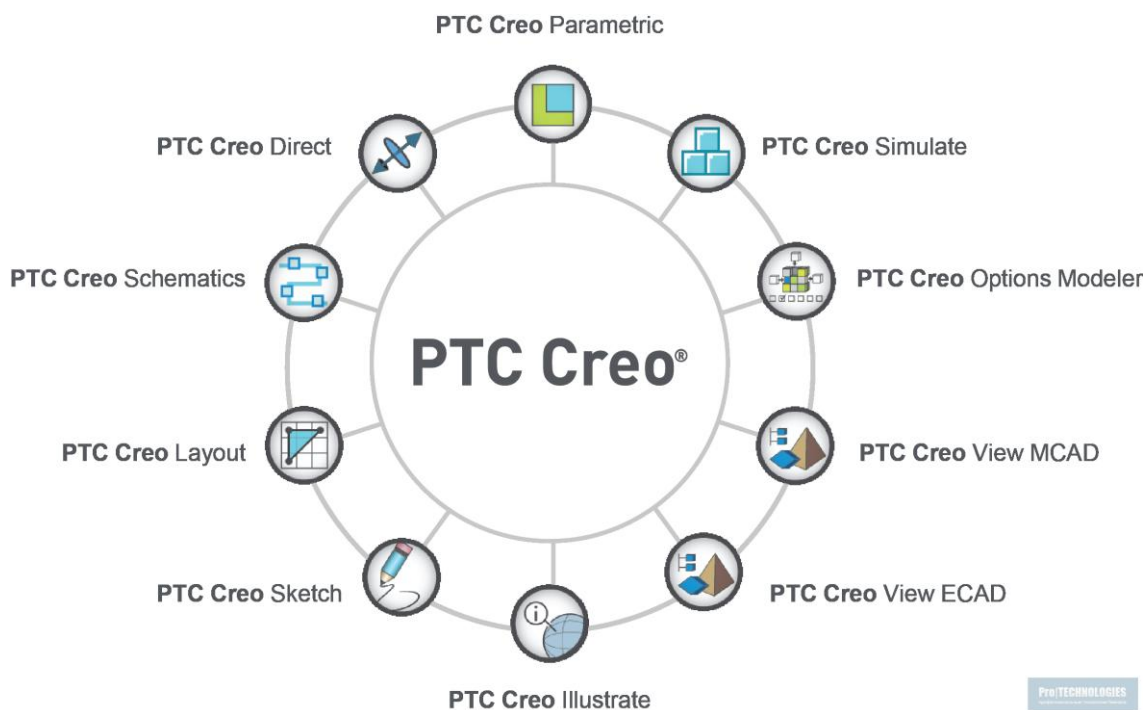 PTC Creo Parametric
PTC Creo Direct
PTC Creo Simulate
PTC Creo Schematics
PTC Creo Options Modeler
PTC Creo®
PTC Creo Layout
PTC Creo View MCAD
PTC Creo Sketch
PTC Creo View ECAD
i
PTC Creo Illustrate
Pro|TECHNOLOGIES